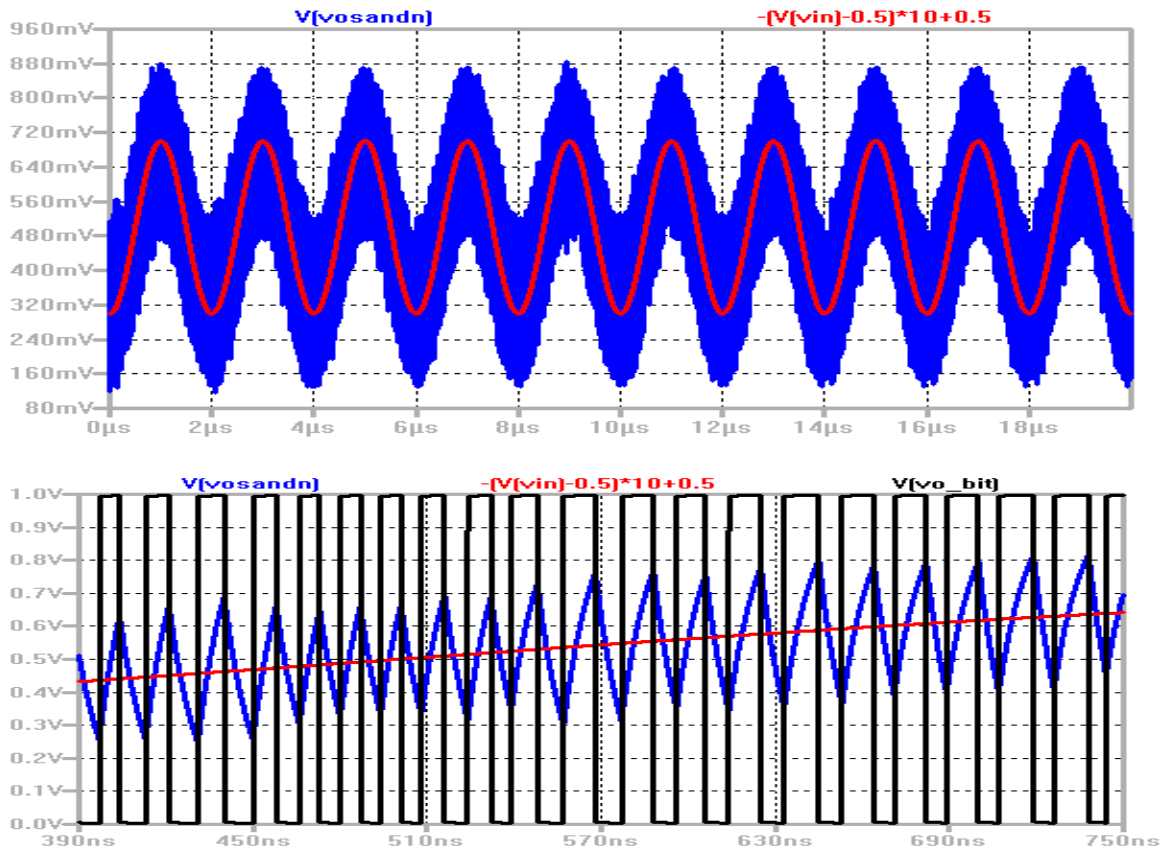 V(vosandn) -(V(vin)-0.5)*10+0.5
960mV
880mV
800mV
720mV
640mV
560mV
480mV
400mV
320mV
240mV
160mV
80mV
0µs 2µs 4µs 6µs 8µs 10µs 12µs 14µs 16µs 18µs
V(vosandn) -(V(vin)-0.5)*10+0.5 V(vo_bit)
1.0V
0.9V
0.8V
0.7V
0.6V
0.5V
0.4V
0.3V
0.2V
0.1V
0.0V
390ns 450ns 510ns 570ns 630ns 690ns 750ns